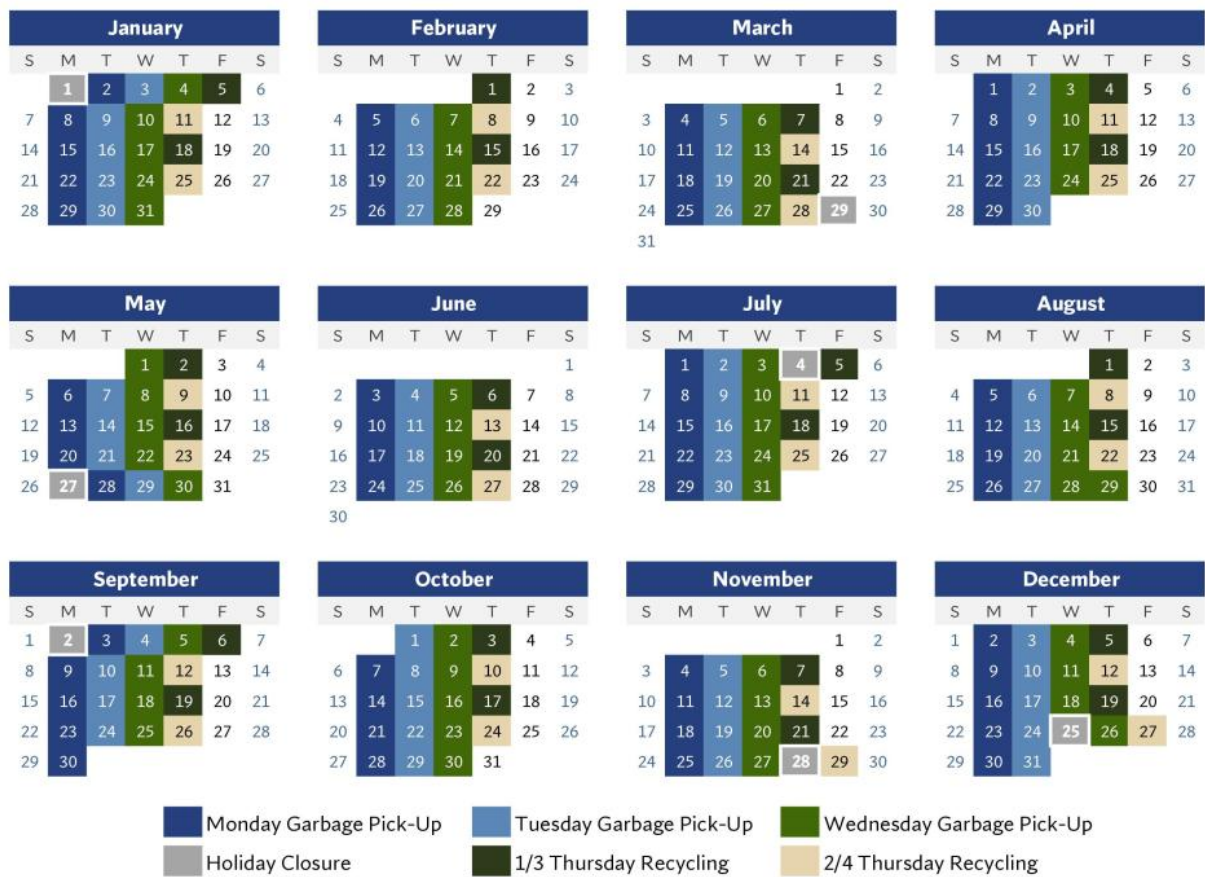 January February March April
S M T W T F S S M T W T F S S M T W T F S S M T W T F S
1 2 3 4 5 6 1 2 3 1 2 1 2 3 4 5 6
7 8 9 10 11 12 13 4 5 6 7 8 9 10 3 4 5 6 7 8 9 7 8 9 10 11 12 13
14 15 16 17 18 19 20 11 12 13 14 15 16 17 10 11 12 13 14 15 16 14 15 16 17 18 19 20
21 22 23 24 25 26 27 18 19 20 21 22 23 24 17 18 19 20 21 22 23 21 22 23 24 25 26 27
28 29 30 31 25 26 27 28 29 24 25 26 27 28 29 30 28 29 30
31
May June July August
S M T W T F S S M T W T F S S M T W T F S S M T W T F S
1 2 3 4 1 1 2 3 4 5 6 1 2 3
5 6 7 8 9 10 11 2 3 4 5 6 7 8 7 8 9 10 11 12 13 4 5 6 7 8 9 10
12 13 14 15 16 17 18 9 10 11 12 13 14 15 14 15 16 17 18 19 20 11 12 13 14 15 16 17
19 20 21 22 23 24 25 16 17 18 19 20 21 22 21 22 23 24 25 26 27 18 19 20 21 22 23 24
26 27 28 29 30 31 23 24 25 26 27 28 29 28 29 30 31 25 26 27 28 29 30 31
30
September October November December
S M T W T F S S M T W T F S S M T W T F S S M T W T F S
1 2 3 4 5 6 7 1 2 3 4 5 1 2 1 2 3 4 5 6 7
8 9 10 11 12 13 14 6 7 8 9 10 11 12 3 4 5 6 7 8 9 8 9 10 11 12 13 14
15 16 17 18 19 20 21 13 14 15 16 17 18 19 10 11 12 13 14 15 16 15 16 17 18 19 20 21
22 23 24 25 26 27 28 20 21 22 23 24 25 26 17 18 19 20 21 22 23 22 23 24 25 26 27 28
29 30 27 28 29 30 31 24 25 26 27 28 29 30 29 30 31
Monday Garbage Pick-Up Tuesday Garbage Pick-Up Wednesday Garbage Pick-Up
Holiday Closure 1/3 Thursday Recycling 2/4 Thursday Recycling